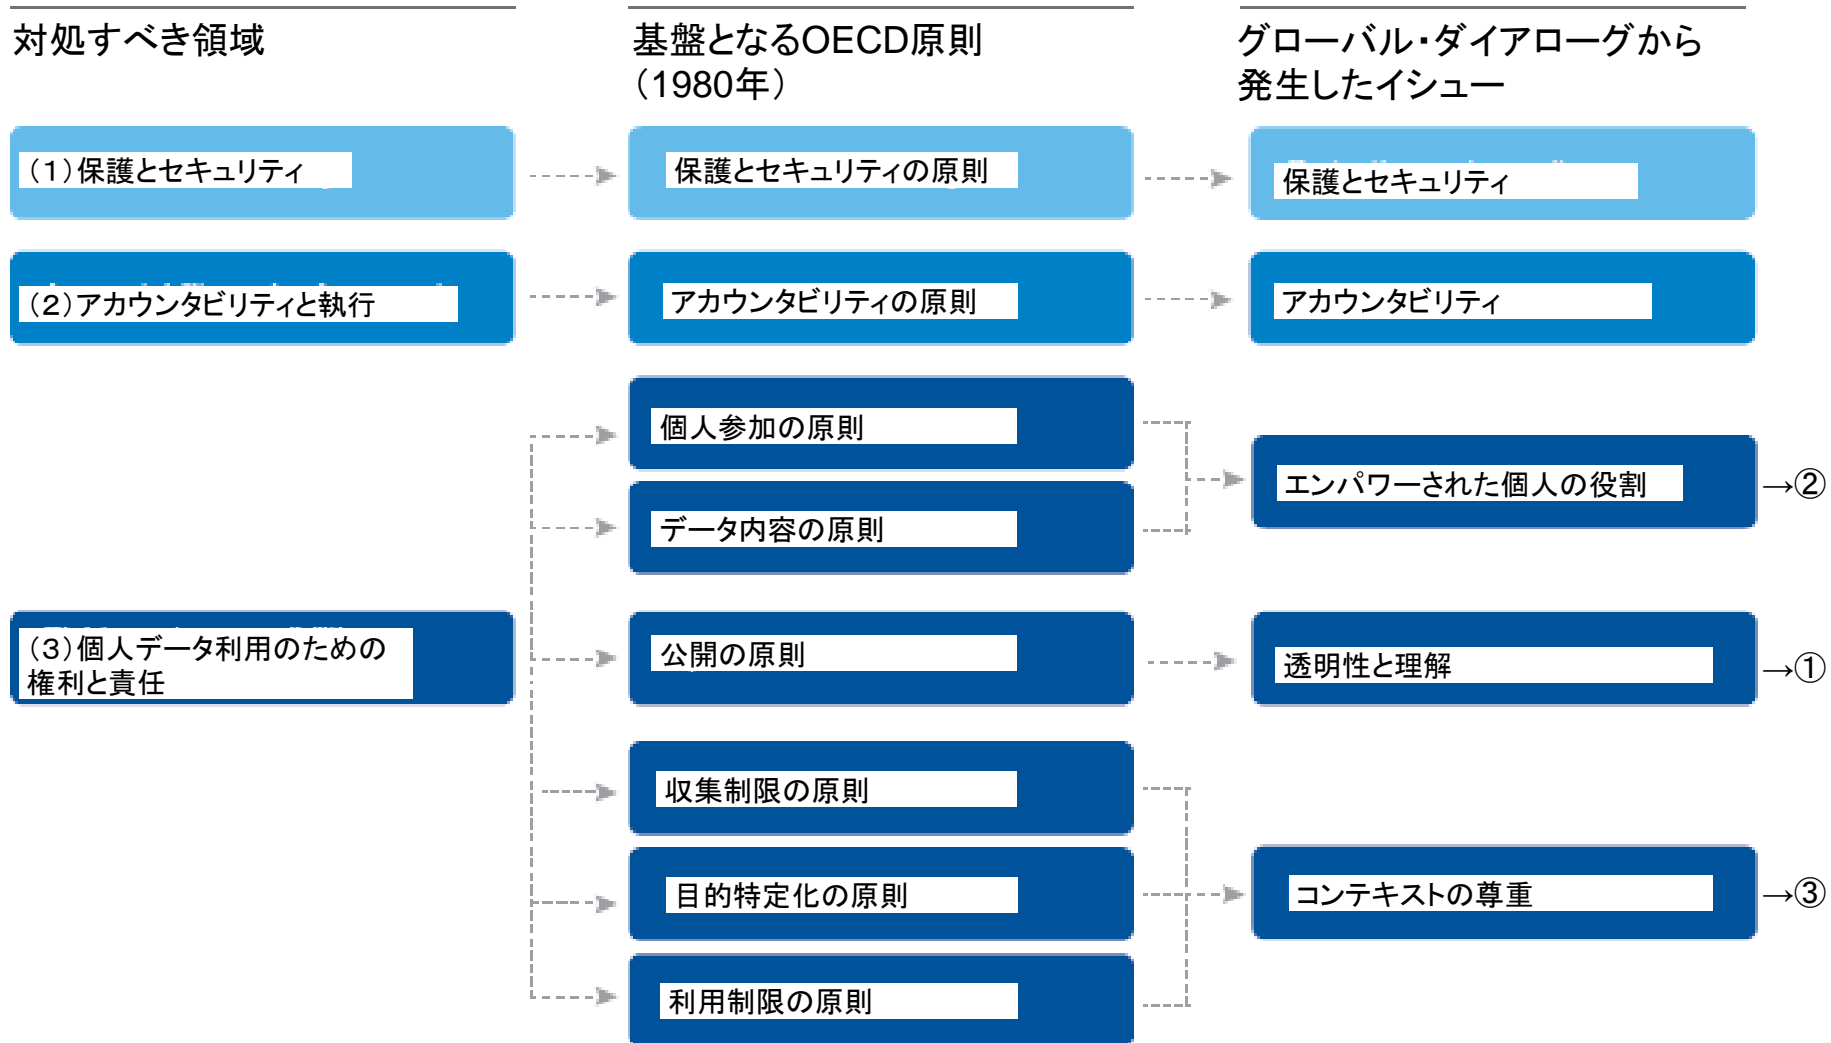 対処すべき領域
基盤となるOECD原則
（1980年）
グローバル・ダイアローグから
発生したイシュー
（１）保護とセキュリティ
保護とセキュリティの原則
保護とセキュリティ
（２）アカウンタビリティと執行
アカウンタビリティの原則
アカウンタビリティ
個人参加の原則
データ内容の原則
エンパワーされた個人の役割
→②
（３）個人データ利用のための
権利と責任
公開の原則
透明性と理解
→①
収集制限の原則
目的特定化の原則
利用制限の原則
コンテキストの尊重
→③